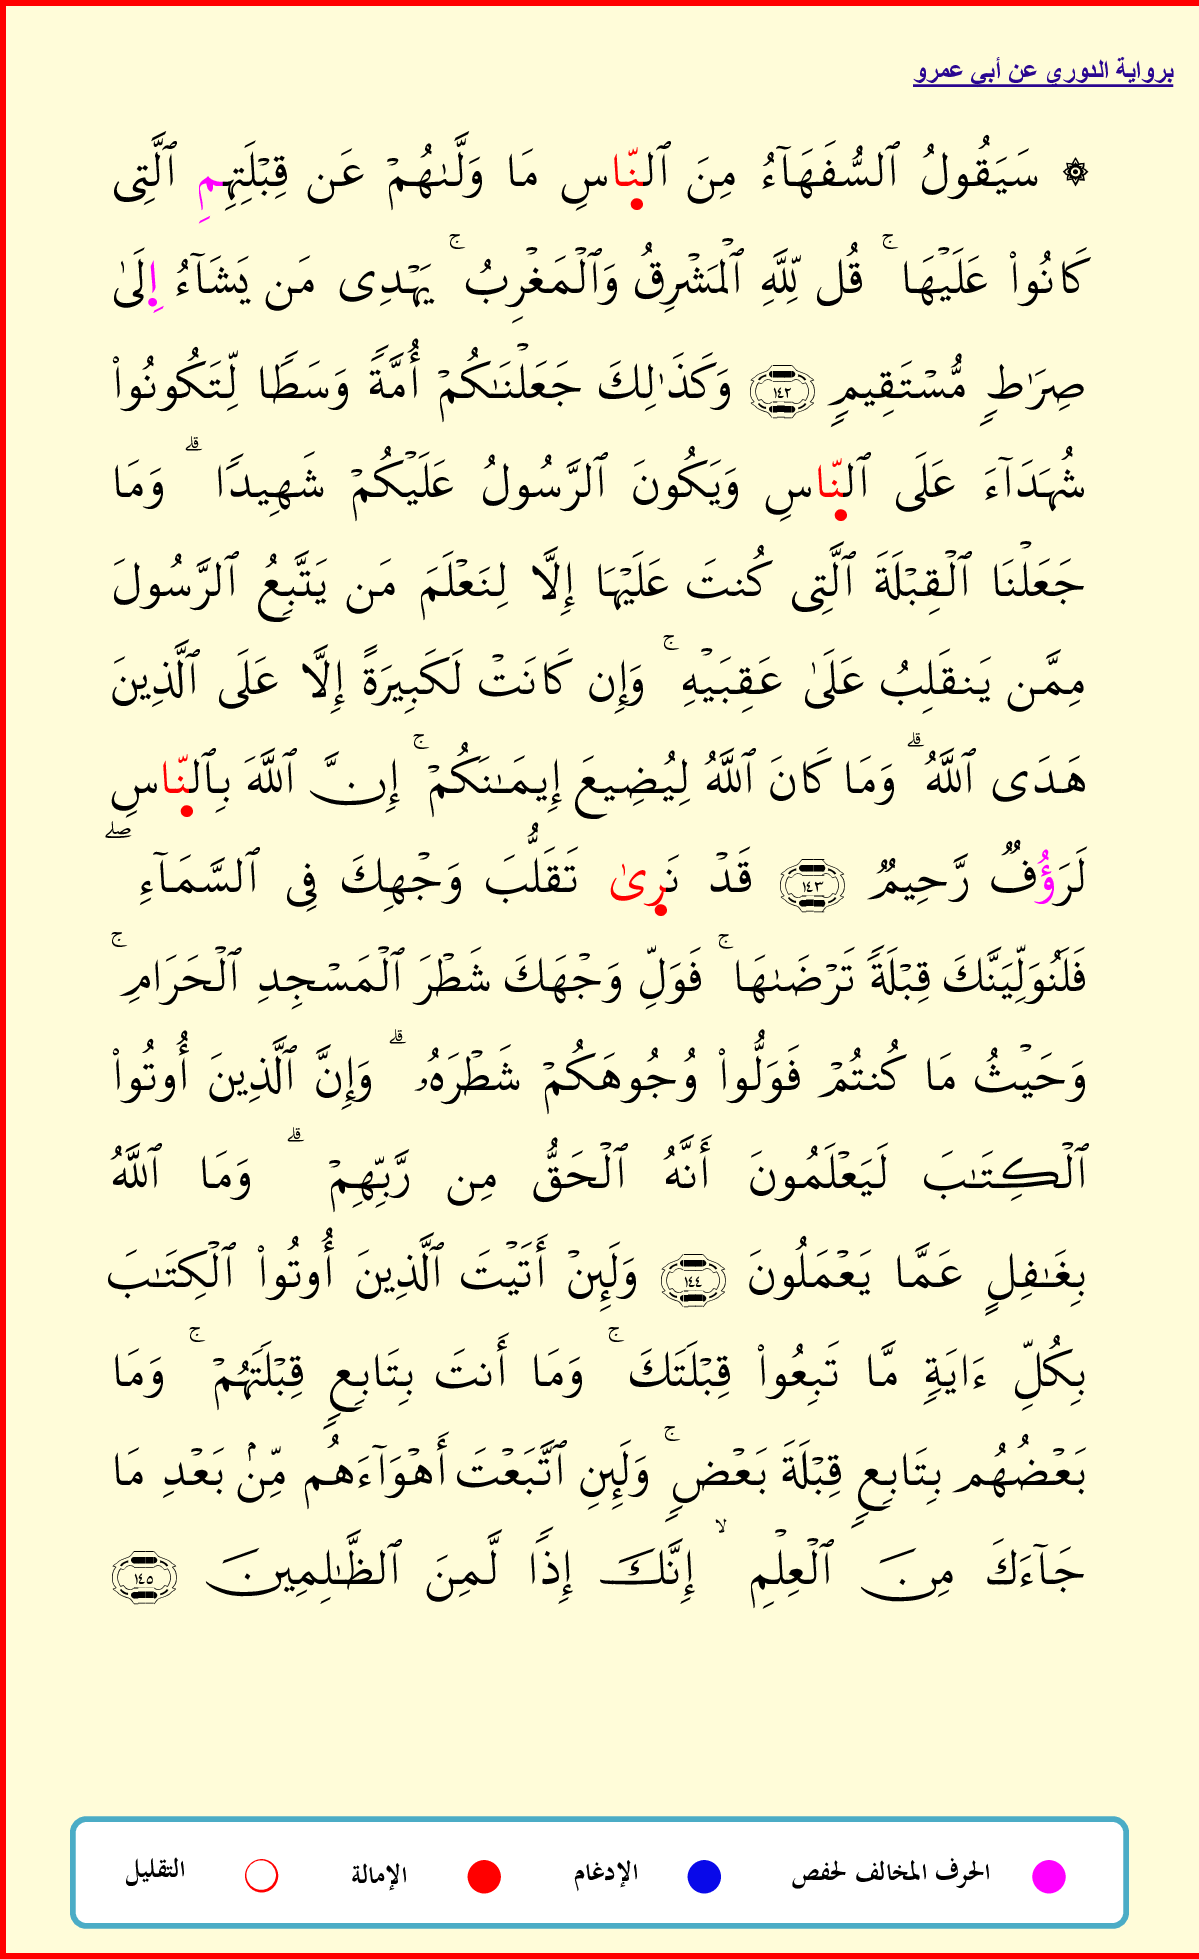 برواية الدوري عن أبي عمرو
۞ سَيَقُولُ ٱلسُّفَهَآءُ مِنَ ٱلنَّاسِ مَا وَلَّىٰهُمۡ عَن قِبۡلَتِهِمِ ٱلَّتِى
كَانُواْ عَلَيۡهَاۚ قُل لِّلَّهِ ٱلۡمَشۡرِقُ وَٱلۡمَغۡرِبُۚ يَهۡدِى مَن يَشَآءُ اِ۪لَىٰ
صِرَٰطٍ مُّسۡتَقِيمٍ ١٤٢ وَكَذَٰلِكَ جَعَلۡنَـٰكُمۡ أُمَّةً وَسَطًا لِّتَكُونُواْ
شُهَدَآءَ عَلَى ٱلنّ۪اسِ وَيَكُونَ ٱلرَّسُولُ عَلَيۡكُمۡ شَهِيدًاۗ وَمَا
جَعَلۡنَا ٱلۡقِبۡلَةَ ٱلَّتِى كُنتَ عَلَيۡهَا إِلَّا لِنَعۡلَمَ مَن يَتَّبِعُ ٱلرَّسُولَ
مِمَّن يَنقَلِبُ عَلَىٰ عَقِبَيۡهِۚ وَإِن كَانَتۡ لَكَبِيرَةً إِلَّا عَلَى ٱلَّذِينَ
هَدَى ٱللَّهُۗ وَمَا كَانَ ٱللَّهُ لِيُضِيعَ إِيمَـٰنَكُمۡۚ إِنَّ ٱللَّهَ بِٱلنّ۪اسِ
لَرَؤُفٌ رَّحِيمٌ ١٤٣ قَدۡ نَر۪ىٰ تَقَلُّبَ وَجۡهِكَ فِى ٱلسَّمَآءِۖ
فَلَنُوَلِّيَنَّكَ قِبۡلَةً تَرۡضَىٰهَاۚ فَوَلِّ وَجۡهَكَ شَطۡرَ ٱلۡمَسۡجِدِ ٱلۡحَرَامِۚ
وَحَيۡثُ مَا كُنتُمۡ فَوَلُّواْ وُجُوهَكُمۡ شَطۡرَهُۥۗ وَإِنَّ ٱلَّذِينَ أُوتُواْ
ٱلۡكِتَـٰبَ لَيَعۡلَمُونَ أَنَّهُ ٱلۡحَقُّ مِن رَّبِّهِمۡۗ وَمَا ٱللَّهُ
بِغَـٰفِلٍ عَمَّا يَعۡمَلُونَ ١٤٤ وَلَئِنۡ أَتَيۡتَ ٱلَّذِينَ أُوتُواْ ٱلۡكِتَـٰبَ
بِكُلِّ ءَايَةٍ مَّا تَبِعُواْ قِبۡلَتَكَۚ وَمَا أَنتَ بِتَابِعٍ قِبۡلَتَهُمۡۚ وَمَا
بَعۡضُهُم بِتَابِعٍ قِبۡلَةَ بَعۡضٍۚ وَلَئِنِ ٱتَّبَعۡتَ أَهۡوَآءَهُم مِّنۢ بَعۡدِ مَا
جَآءَكَ مِنَ ٱلۡعِلۡمِۙ إِنَّكَ إِذًا لَّمِنَ ٱلظَّـٰلِمِينَ ١٤٥
الحرف المخالف لحفص الإدغام الإمالة التقليل